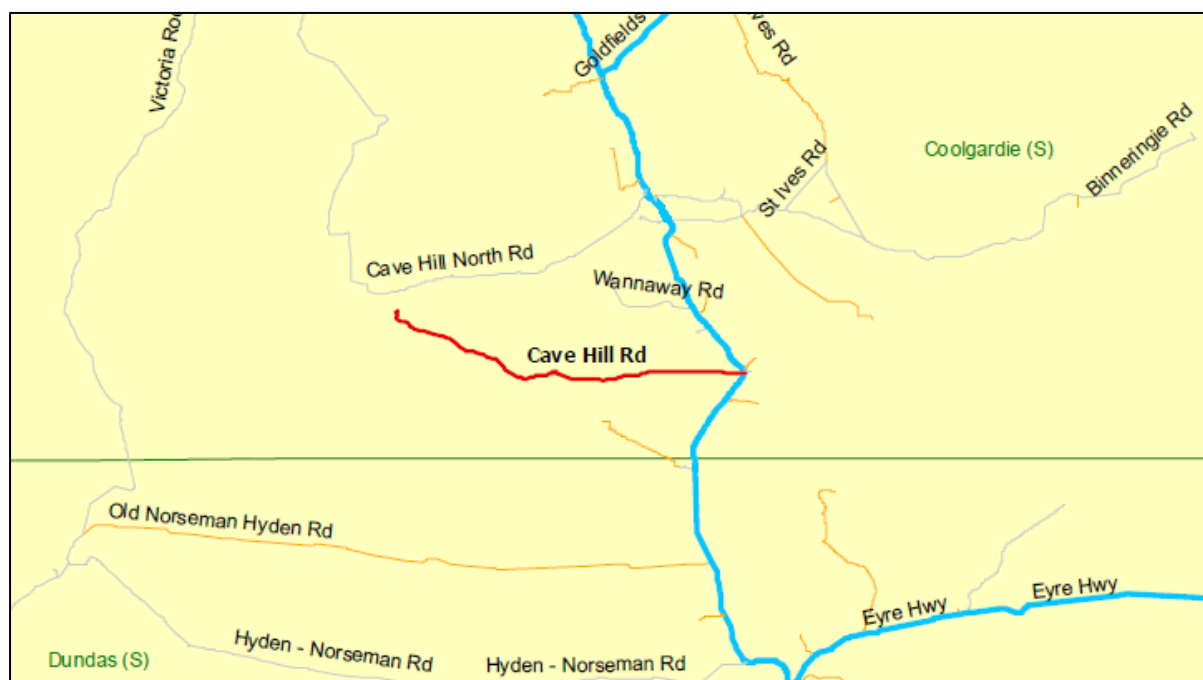 Victoria Roo
Goldfields
ves Rd
Coolgardie (S)
Binneringie Rd
St Ives Rd
Cave Hill North Rd
Wannaway Rd
Cave Hill Rd
Old Norseman Hyden Rd
Eyre Hwy
Eyre Hwy
Hyden - Norseman Rd
Hyden - Norseman Rd
Dundas (S)